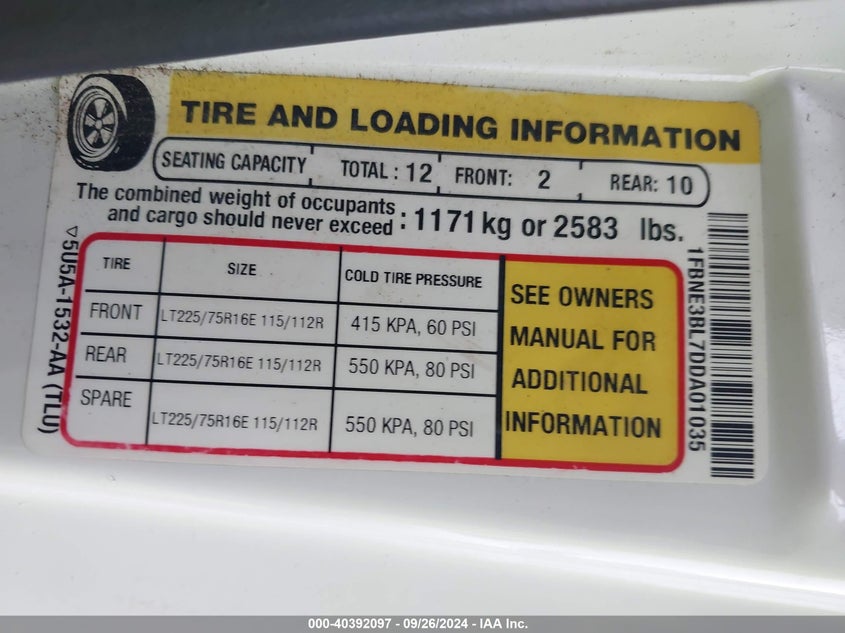 TIRE AND LOADING INFORMATION
SEATING CAPACITY TOTAL : 12 FRONT: 2 REAR: 10
The combined weight of occupants
and cargo should never exceed : 1171 kg or 2583 lbs.
TIRE SIZE COLD TIRE PRESSURE
FRONT LT225/75R16E 115/112R 415 KPA, 60 PSI
REAR LT225/75R16E 115/112R 550 KPA, 80 PSI
SPARE LT225/75R16E 115/112R 550 KPA, 80 PSI
SEE OWNERS
MANUAL FOR
ADDITIONAL
INFORMATION
▽5U5A-1532-AA (TLU)
1FBNE3BL7DDA01035
000-40392097 - 09/26/2024 - IAA Inc.